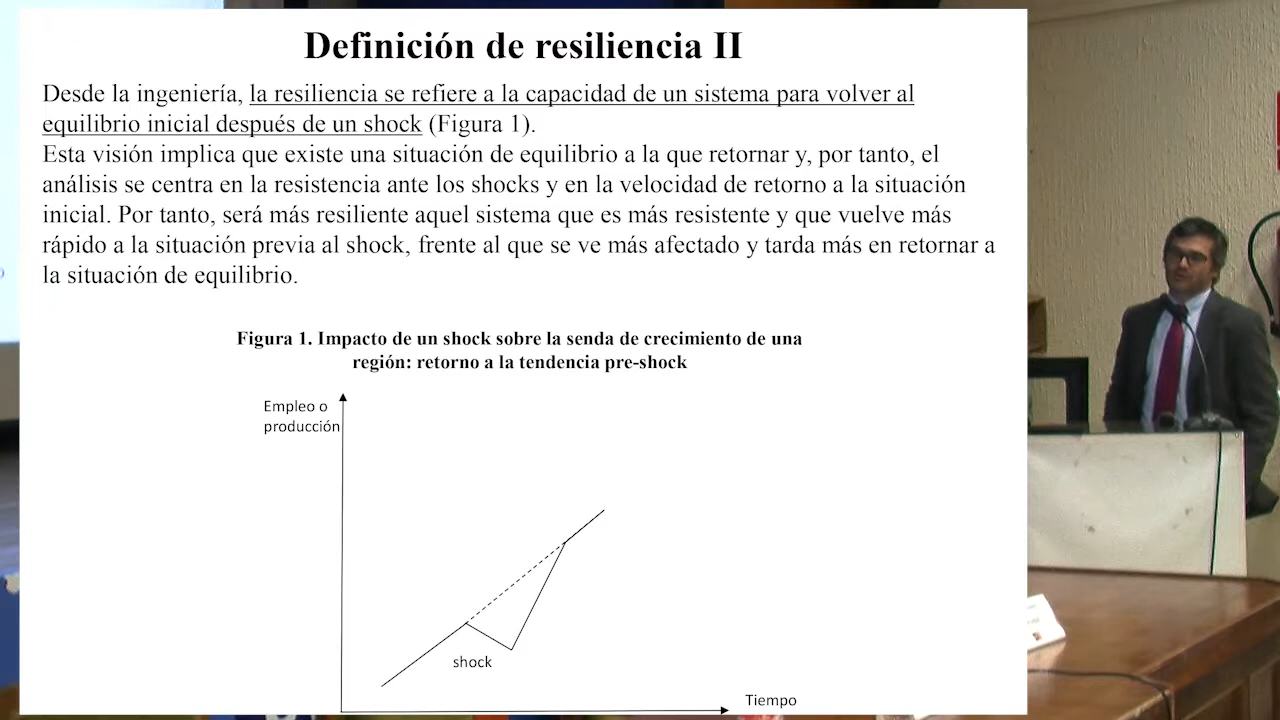 Definición de resiliencia II
Desde la ingeniería, la resiliencia se refiere a la capacidad de un sistema para volver al
equilibrio inicial después de un shock (Figura 1).
Esta visión implica que existe una situación de equilibrio a la que retornar y, por tanto, el
análisis se centra en la resistencia ante los shocks y en la velocidad de retorno a la situación
inicial. Por tanto, será más resiliente aquel sistema que es más resistente y que vuelve más
rápido a la situación previa al shock, frente al que se ve más afectado y tarda más en retornar a
la situación de equilibrio.
Figura 1. Impacto de un shock sobre la senda de crecimiento de una
región: retorno a la tendencia pre-shock
Empleo o
producción
shock
Tiempo